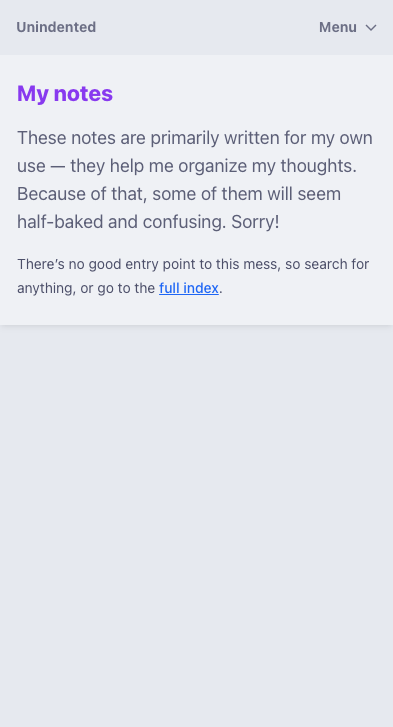 Unindented
Menu
My notes
These notes are primarily written for my own
use — they help me organize my thoughts.
Because of that, some of them will seem
half-baked and confusing. Sorry!
There’s no good entry point to this mess, so search for
anything, or go to the full index.